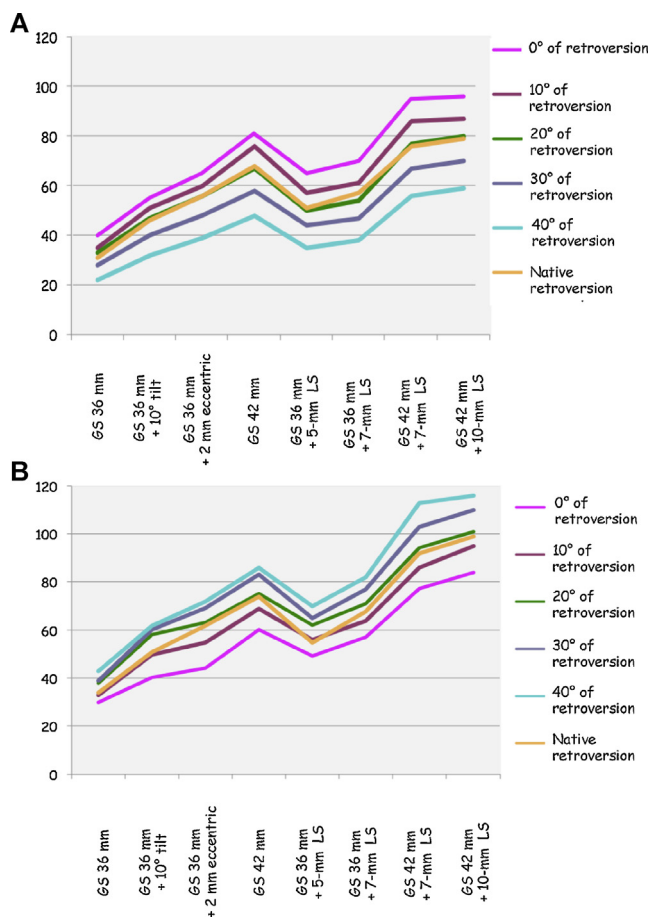 A
120
100
80
60
40
20
0
0° of
retroversion
10° of
retroversion
20° of
retroversion
30° of
retroversion
40° of
retroversion
Native
retroversion
GS 36 mm
GS 36 mm
+ 10° tilt
GS 36 mm
+ 2 mm eccentric
GS 42 mm
GS 36 mm
+ 5-mm LS
GS 36 mm
+ 7-mm LS
GS 42 mm
+ 7-mm LS
GS 42 mm
+ 10-mm LS
B
120
100
80
60
40
20
0
0° of
retroversion
10° of
retroversion
20° of
retroversion
30° of
retroversion
40° of
retroversion
Native
retroversion
GS 36 mm
GS 36 mm
+ 10° tilt
GS 36 mm
+ 2 mm eccentric
GS 42 mm
GS 36 mm
+ 5-mm LS
GS 36 mm
+ 7-mm LS
GS 42 mm
+ 7-mm LS
GS 42 mm
+ 10-mm LS